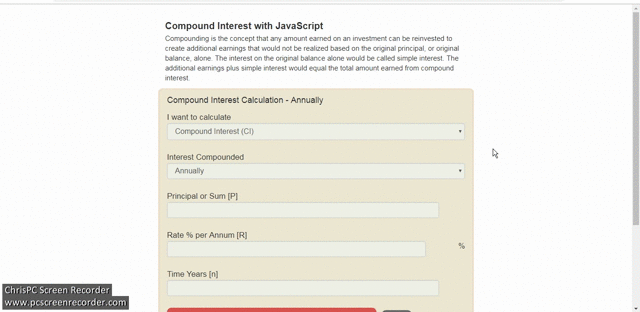 Compound Interest with JavaScript
Compounding is the concept that any amount earned on an investment can be reinvested to
create additional earnings that would not be realized based on the original principal, or original
balance, alone. The interest on the original balance alone would be called simple interest. The
additional earnings plus simple interest would equal the total amount earned from compound
interest.
Compound Interest Calculation - Annually
I want to calculate
Compound Interest (CI)
Interest Compounded
Annually
Principal or Sum [P]
Rate % per Annum [R]
%
Time Years [n]
ChrisPC Screen Recorder
www.pcscreenrecorder.com